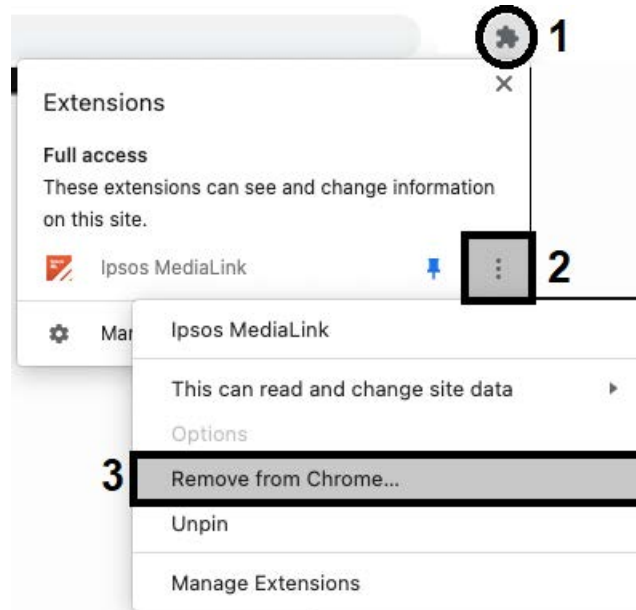 1
Extensions
Full access
These extensions can see and change information
on this site.
Ipsos MediaLink
2
Ipsos MediaLink
This can read and change site data
Options
3
Remove from Chrome...
Unpin
Manage Extensions